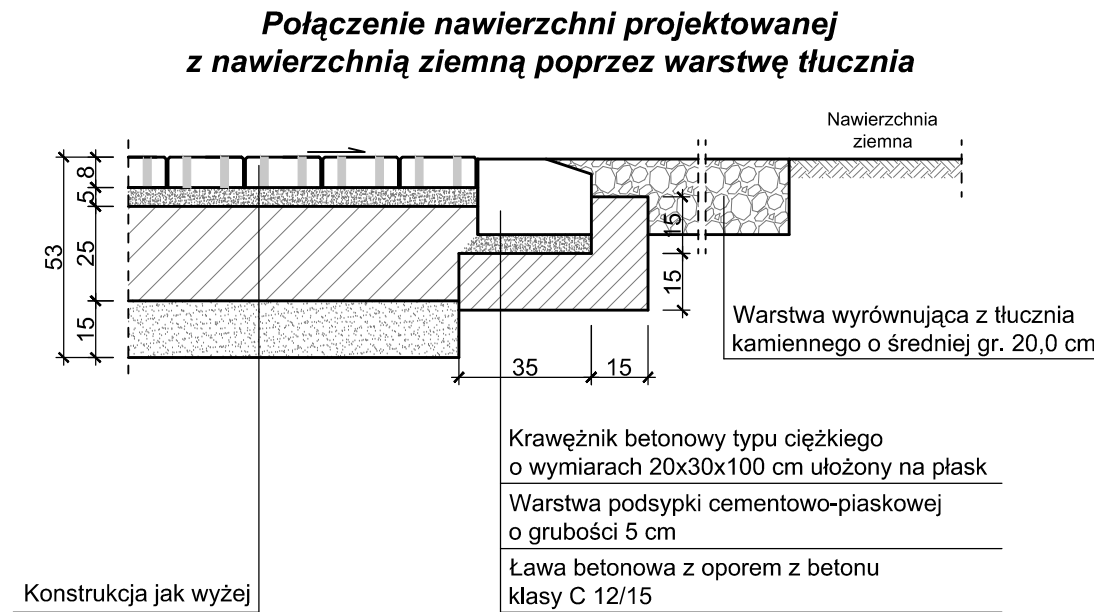 Połączenie nawierzchni projektowanej
z nawierzchnią ziemną poprzez warstwę tłucznia
Nawierzchnia
ziemna
8
5
25
15
53
15
15
35
15
Warstwa wyrównująca z tłucznia
kamiennego o średniej gr. 20,0 cm
Krawężnik betonowy typu ciężkiego
o wymiarach 20x30x100 cm ułożony na płask
Warstwa podsypki cementowo-piaskowej
o grubości 5 cm
Ława betonowa z oporem z betonu
klasy C 12/15
Konstrukcja jak wyżej